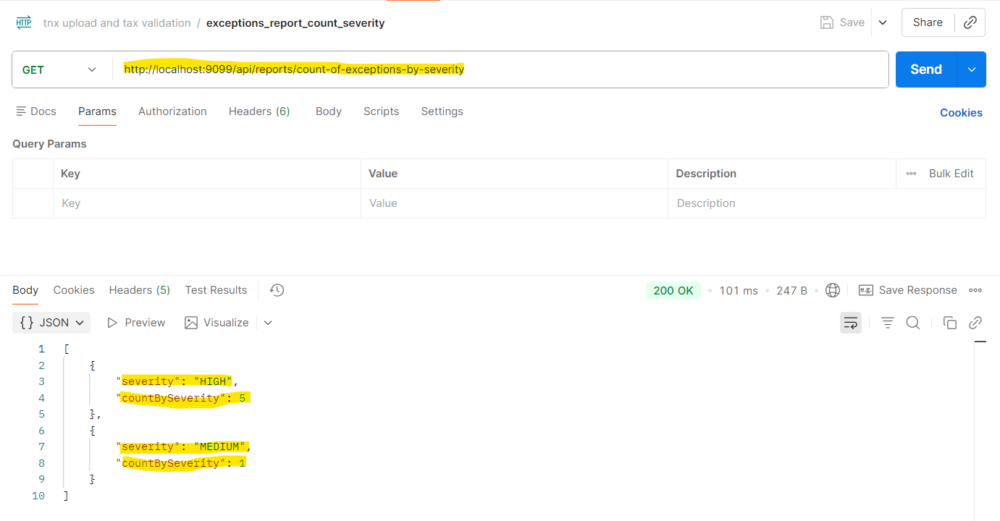 HTTP tnx upload and tax validation / exceptions_report_count_severity Save Share
GET http://localhost:9099/api/reports/count-of-exceptions-by-severity Send
Docs Params Authorization Headers (6) Body Scripts Settings Cookies
Query Params
Key Value Description Bulk Edit
Key Value Description
Body Cookies Headers (5) Test Results 200 OK 101 ms 247 B e.g. Save Response
{} JSON Preview Visualize
1 [
2 {
3 "severity": "HIGH",
4 "countBySeverity": 5
5 },
6 {
7 "severity": "MEDIUM",
8 "countBySeverity": 1
9 }
10 ]